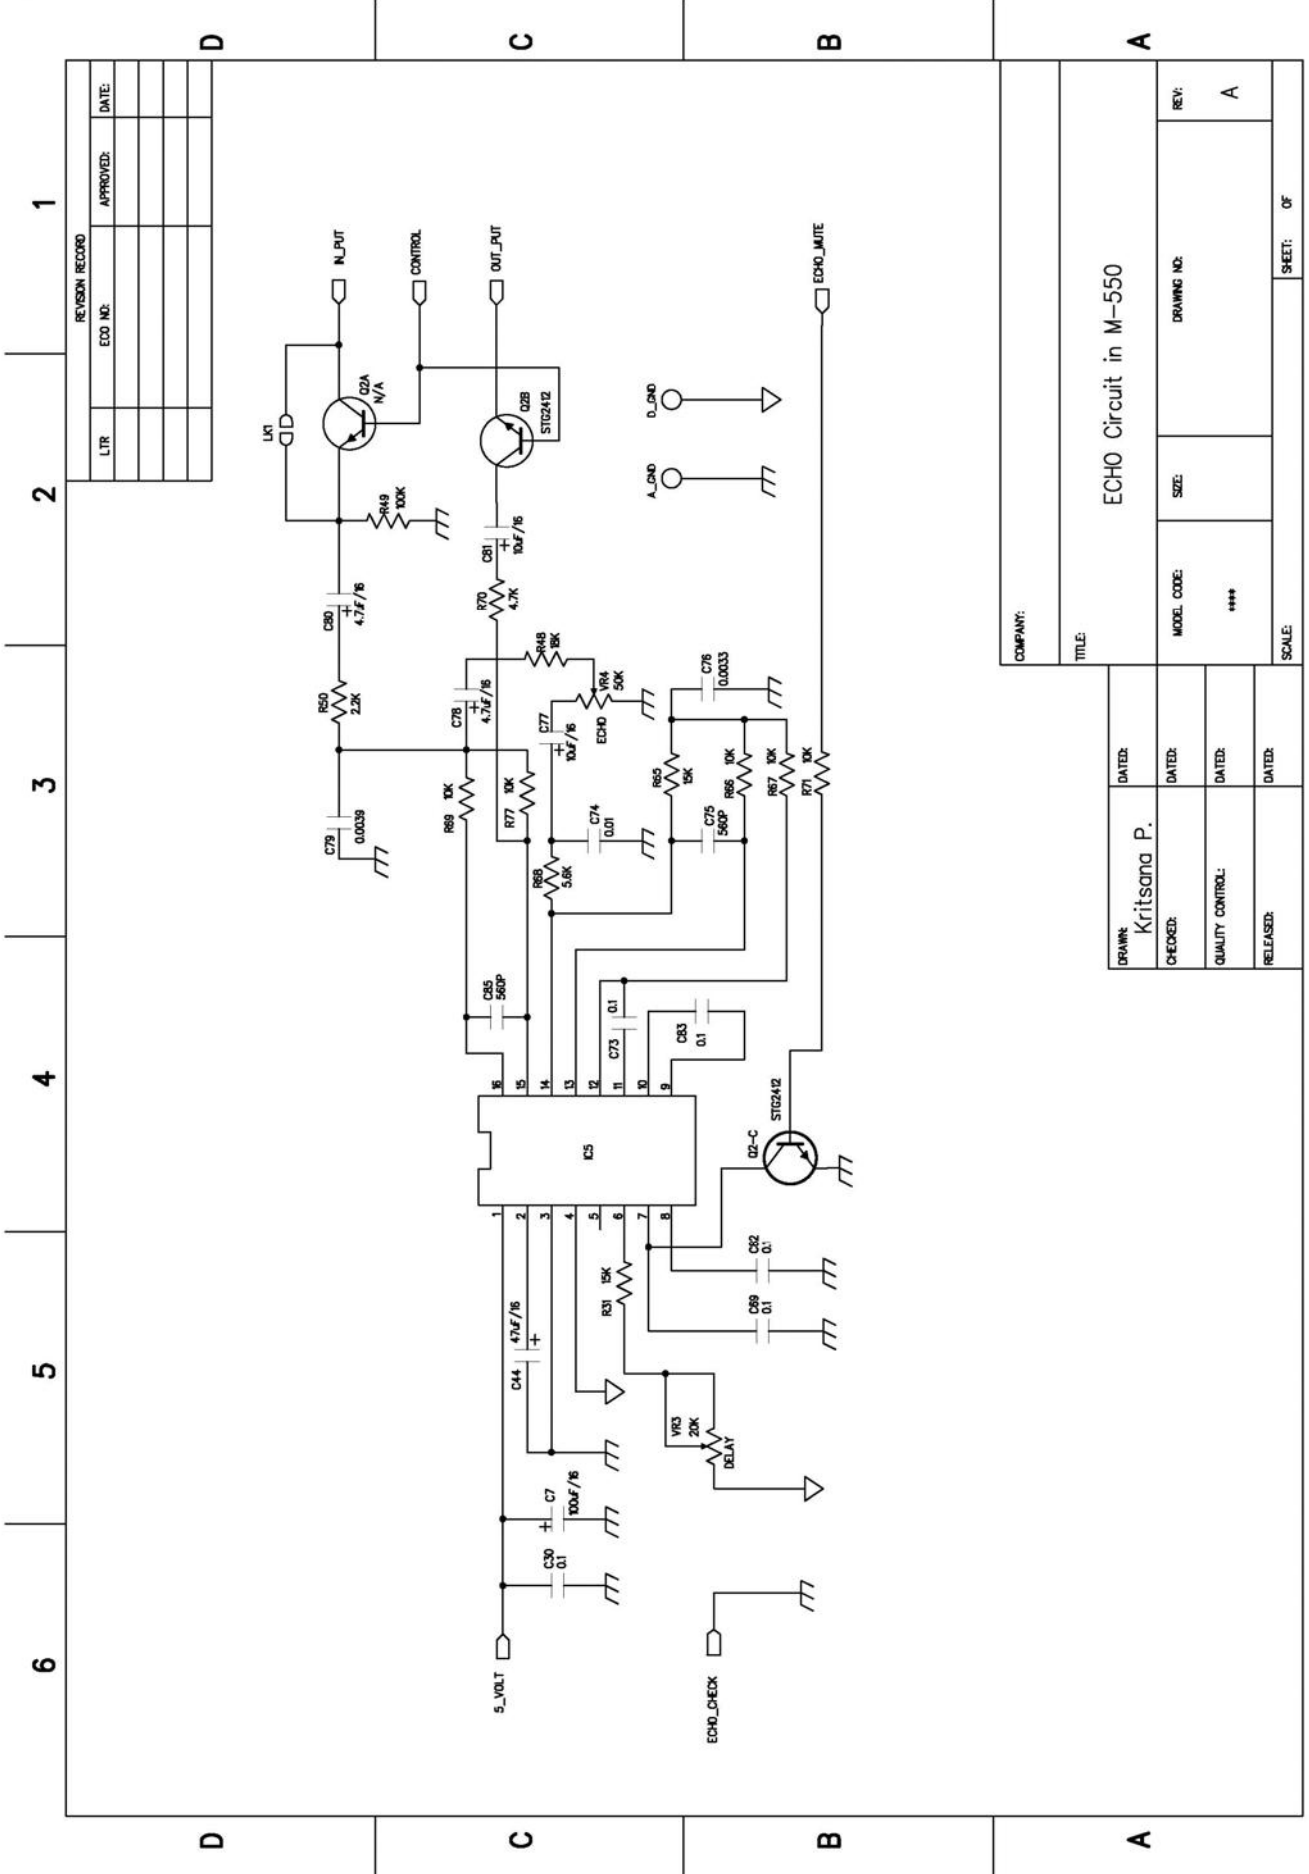 6
5
4
3
2
1
D
C
B
A
D
C
B
A
REVISION RECORD
LTR
ECO NO:
APPROVED:
DATE:
LK1
Q2A
N/A
IN_PUT
CONTROL
OUT_PUT
Q2B
STG2412
R49
100K
C80
4.7uF/16
R50
2.2K
C79
0.0039
C81
10uF/16
R70
4.7K
C78
4.7uF/16
R48
18K
VR4
50K
ECHO
C77
10uF/16
R69
10K
R77
10K
R68
5.6K
C74
0.01
R65
15K
C76
0.0033
R66
10K
C75
560P
R67
10K
R71
10K
ECHO_MUTE
A_GND
D_GND
C85
560P
C73
0.1
C83
0.1
16
15
14
13
12
11
10
9
IC5
1
2
3
4
5
6
7
8
Q2-C
STG2412
C82
0.1
C69
0.1
R31
15K
C44
47uF/16
VR3
20K
DELAY
C7
100uF/16
C30
0.1
5_VOLT
ECHO_CHECK
COMPANY:
TITLE:
ECHO Circuit in M-550
DRAWN:
Kritsana P.
DATED:
CHECKED:
DATED:
QUALITY CONTROL:
DATED:
RELEASED:
DATED:
MODEL CODE:
****
SIZE:
DRAWING NO:
REV:
A
SCALE:
SHEET: OF